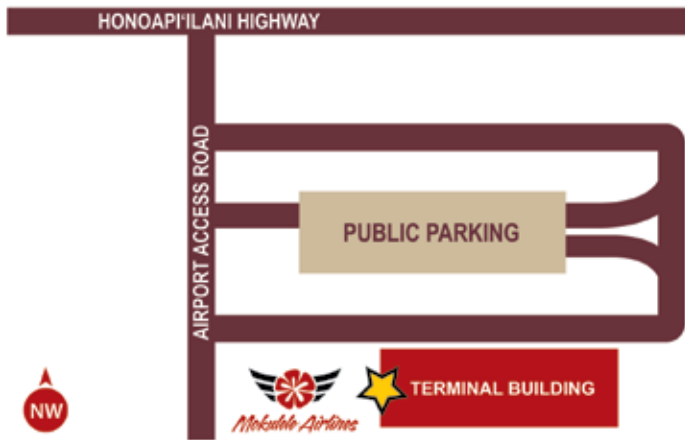 HONOAPI‘ILANI HIGHWAY
AIRPORT ACCESS ROAD
PUBLIC PARKING
TERMINAL BUILDING
Mokulele Airlines
NW